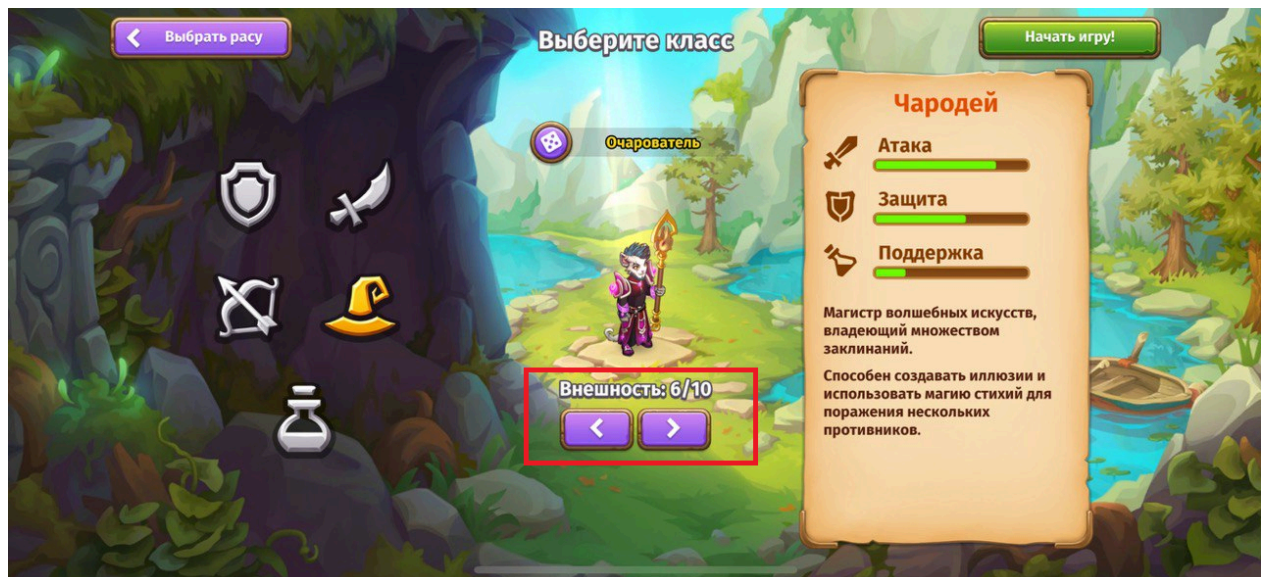 Выбрать расу
Выберите класс
Начать игру!
Очарователь
Внешность: 6/10
Чародей
Атака
Защита
Поддержка
Магистр волшебных искусств,
владеющий множеством
заклинаний.
Способен создавать иллюзии и
использовать магию стихий для
поражения нескольких
противников.